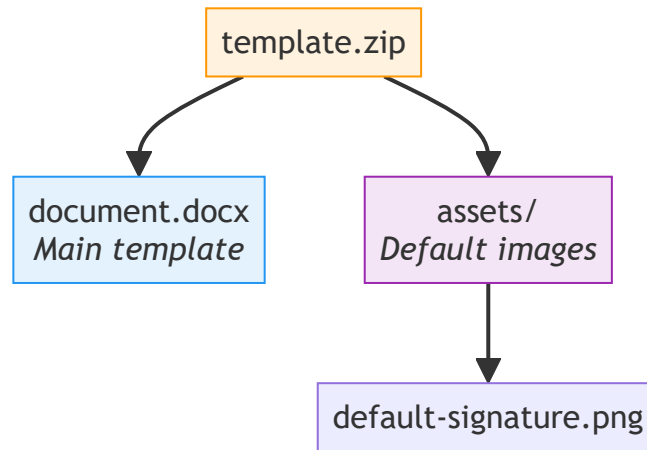 template.zip
document.docx
Main template
assets/
Default images
default-signature.png